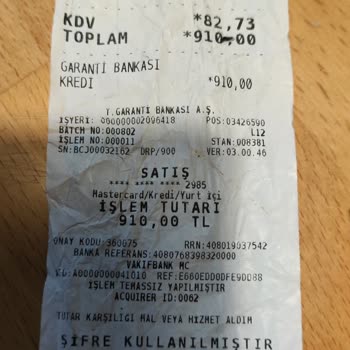 KDV *82,73
TOPLAM *910,00
GARANTİ BANKASI
KREDİ *910,00
T.GARANTİ BANKASI A.Ş.
İŞYERİ: 000000002096418 POS:03426590
BATCH NO:000802 L12
İŞLEM NO:000011 STAN:008381
SN:BCJ00032162 DRP/900 VER:03.00.46
SATIŞ
**** **** **** 2985
Mastercard/Kredi/Yurt İçi
İŞLEM TUTARI
910,00 TL
ONAY KODU:360075 RRN:408019037542
BANKA REFERANS:4080768398320000
VAKIFBANK MC
A0000000041010 REF:E660ED0DFE9DD88
İŞLEM TEMASSIZ YAPILMIŞTIR
ACQUIRER ID:0062
TUTAR KARŞILIĞI MAL VEYA HİZMET ALDIM
ŞİFRE KULLANILMIŞTIR